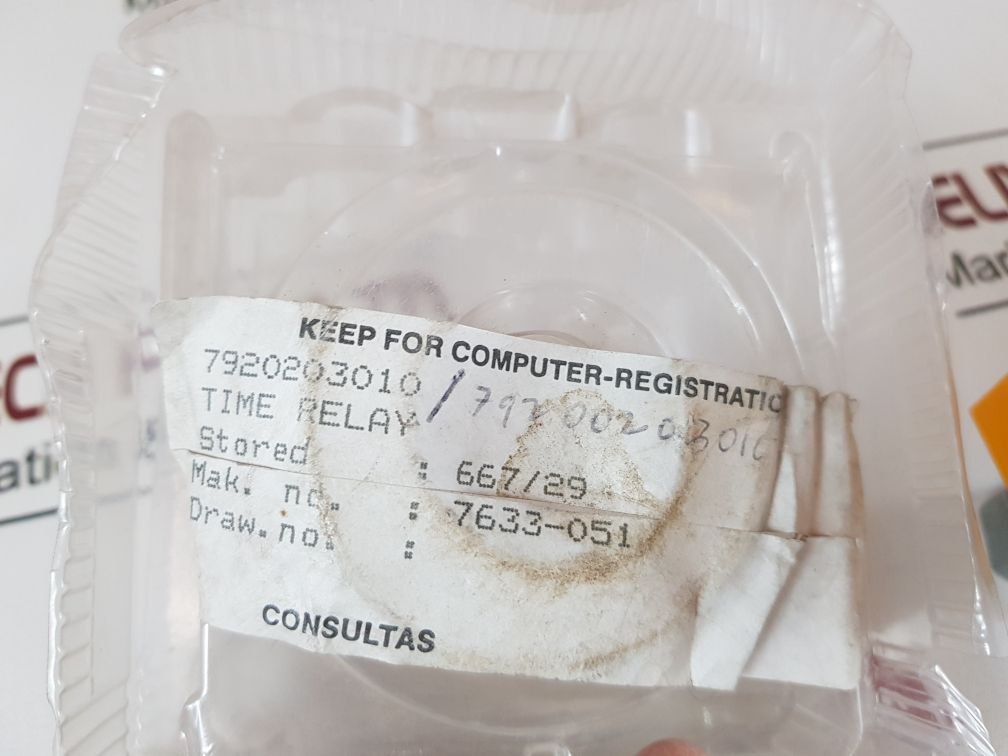 KEEP FOR COMPUTER-REGISTRATIO
7920203010
TIME RELAY
Stored : 667/29
Mak. no. : 7633-051
Draw.no. :
CONSULTAS